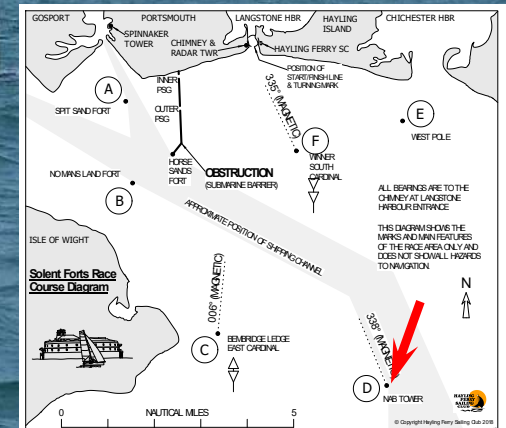 GOSPORT
PORTSMOUTH
LANGSTONE HBR
HAYLING
ISLAND
CHICHESTER HBR
SPINNAKER
TOWER
CHIMNEY &
RADAR TWR
HAYLING FERRY SC
POSITION OF
START/FINISH LINE
& TURNING MARK
A
SPIT SAND FORT
INNER
PSG
OUTER
PSG
335° (MAGNETIC)
E
WEST POLE
F
WINNER
SOUTH
CARDINAL
HORSE
SANDS
FORT
OBSTRUCTION
(SUBMARINE BARRIER)
NO MANS LAND FORT
B
ALL BEARINGS ARE TO THE
CHIMNEY AT LANGSTONE
HARBOUR ENTRANCE
APPROXIMATE POSITION OF SHIPPING CHANNEL
THIS DIAGRAM SHOWS THE
MARKS AND MAIN FEATURES
OF THE RACE AREA ONLY AND
DOES NOT SHOW ALL HAZARDS
TO NAVIGATION.
ISLE OF WIGHT
Solent Forts Race
Course Diagram
N
006° (MAGNETIC)
338° (MAGNETIC)
C
BEMBRIDGE LEDGE
EAST CARDINAL
D
NAB TOWER
HAYLING
FERRY
SAILING
CLUB
0
NAUTICAL MILES
5
© Copyright Hayling Ferry Sailing Club 2018